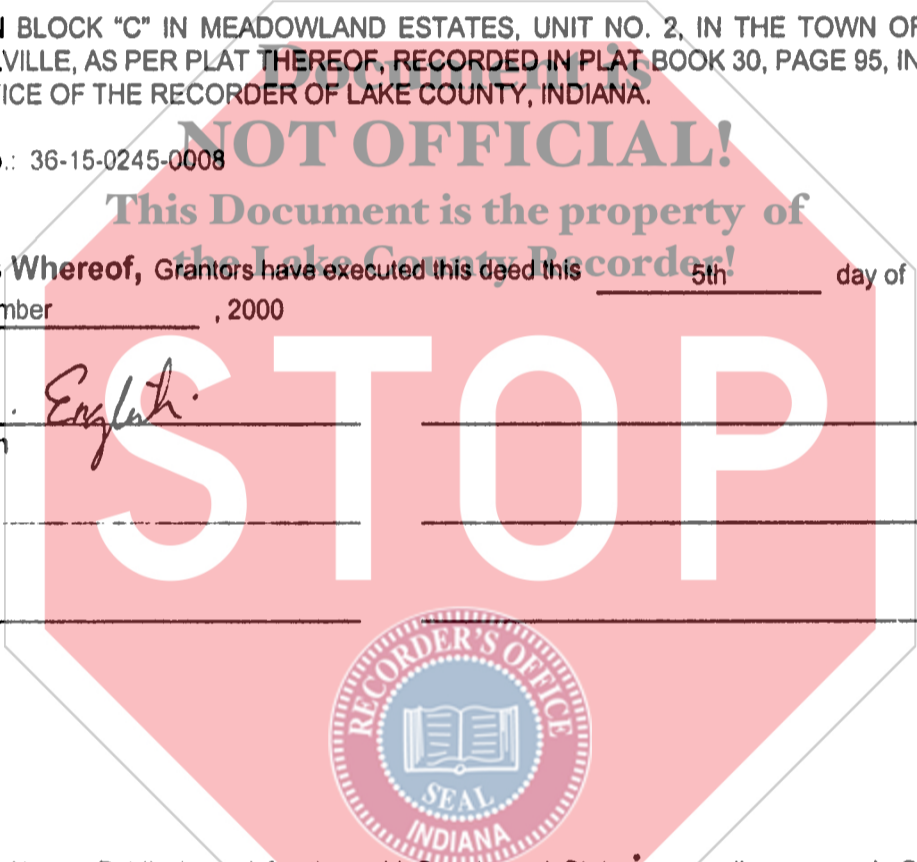 BLOCK “C” IN MEADOWLAND ESTATES, UNIT NO. 2, IN THE TOWN OF
VILLE, AS PER PLAT THEREOF, RECORDED IN PLAT BOOK 30, PAGE 95, IN
ICE OF THE RECORDER OF LAKE COUNTY, INDIANA.
Document is
NOT OFFICIAL!
.: 36-15-0245-0008
This Document is the property of
the Lake County Recorder!
Whereof, Grantors have executed this deed this 5th day of
mber , 2000
English
STOP
RECORDER'S OFFICE
SEAL
INDIANA